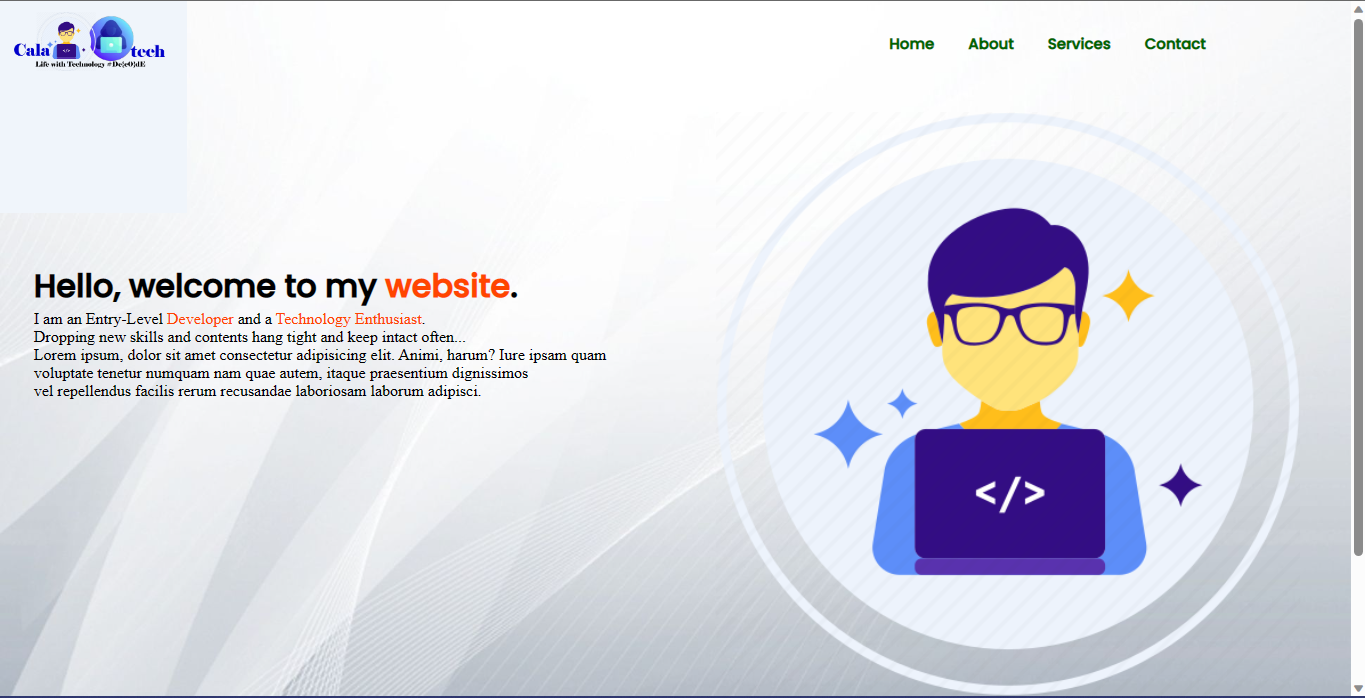 Cala tech
Life with Technology #De{c0}dE
Home About Services Contact
Hello, welcome to my website.
I am an Entry-Level Developer and a Technology Enthusiast.
Dropping new skills and contents hang tight and keep intact often...
Lorem ipsum, dolor sit amet consectetur adipisicing elit. Animi, harum? Iure ipsam quam
voluptate tenetur numquam nam quae autem, itaque praesentium dignissimos
vel repellendus facilis rerum recusandae laboriosam laborum adipisci.
</>